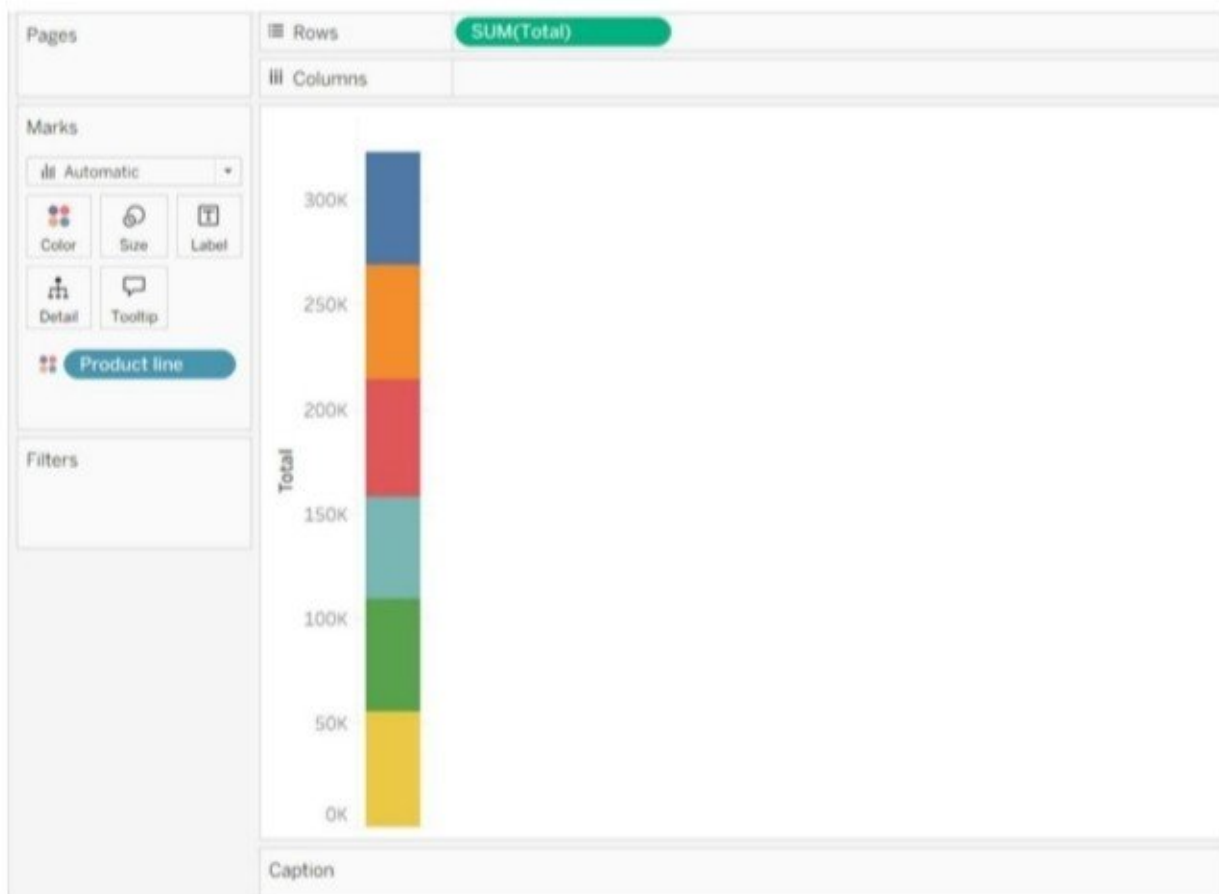 Pages
Rows
SUM(Total)
Columns
Marks
Automatic
Color
Size
Label
Detail
Tooltip
Product line
Filters
Total
300K
250K
200K
150K
100K
50K
0K
Caption